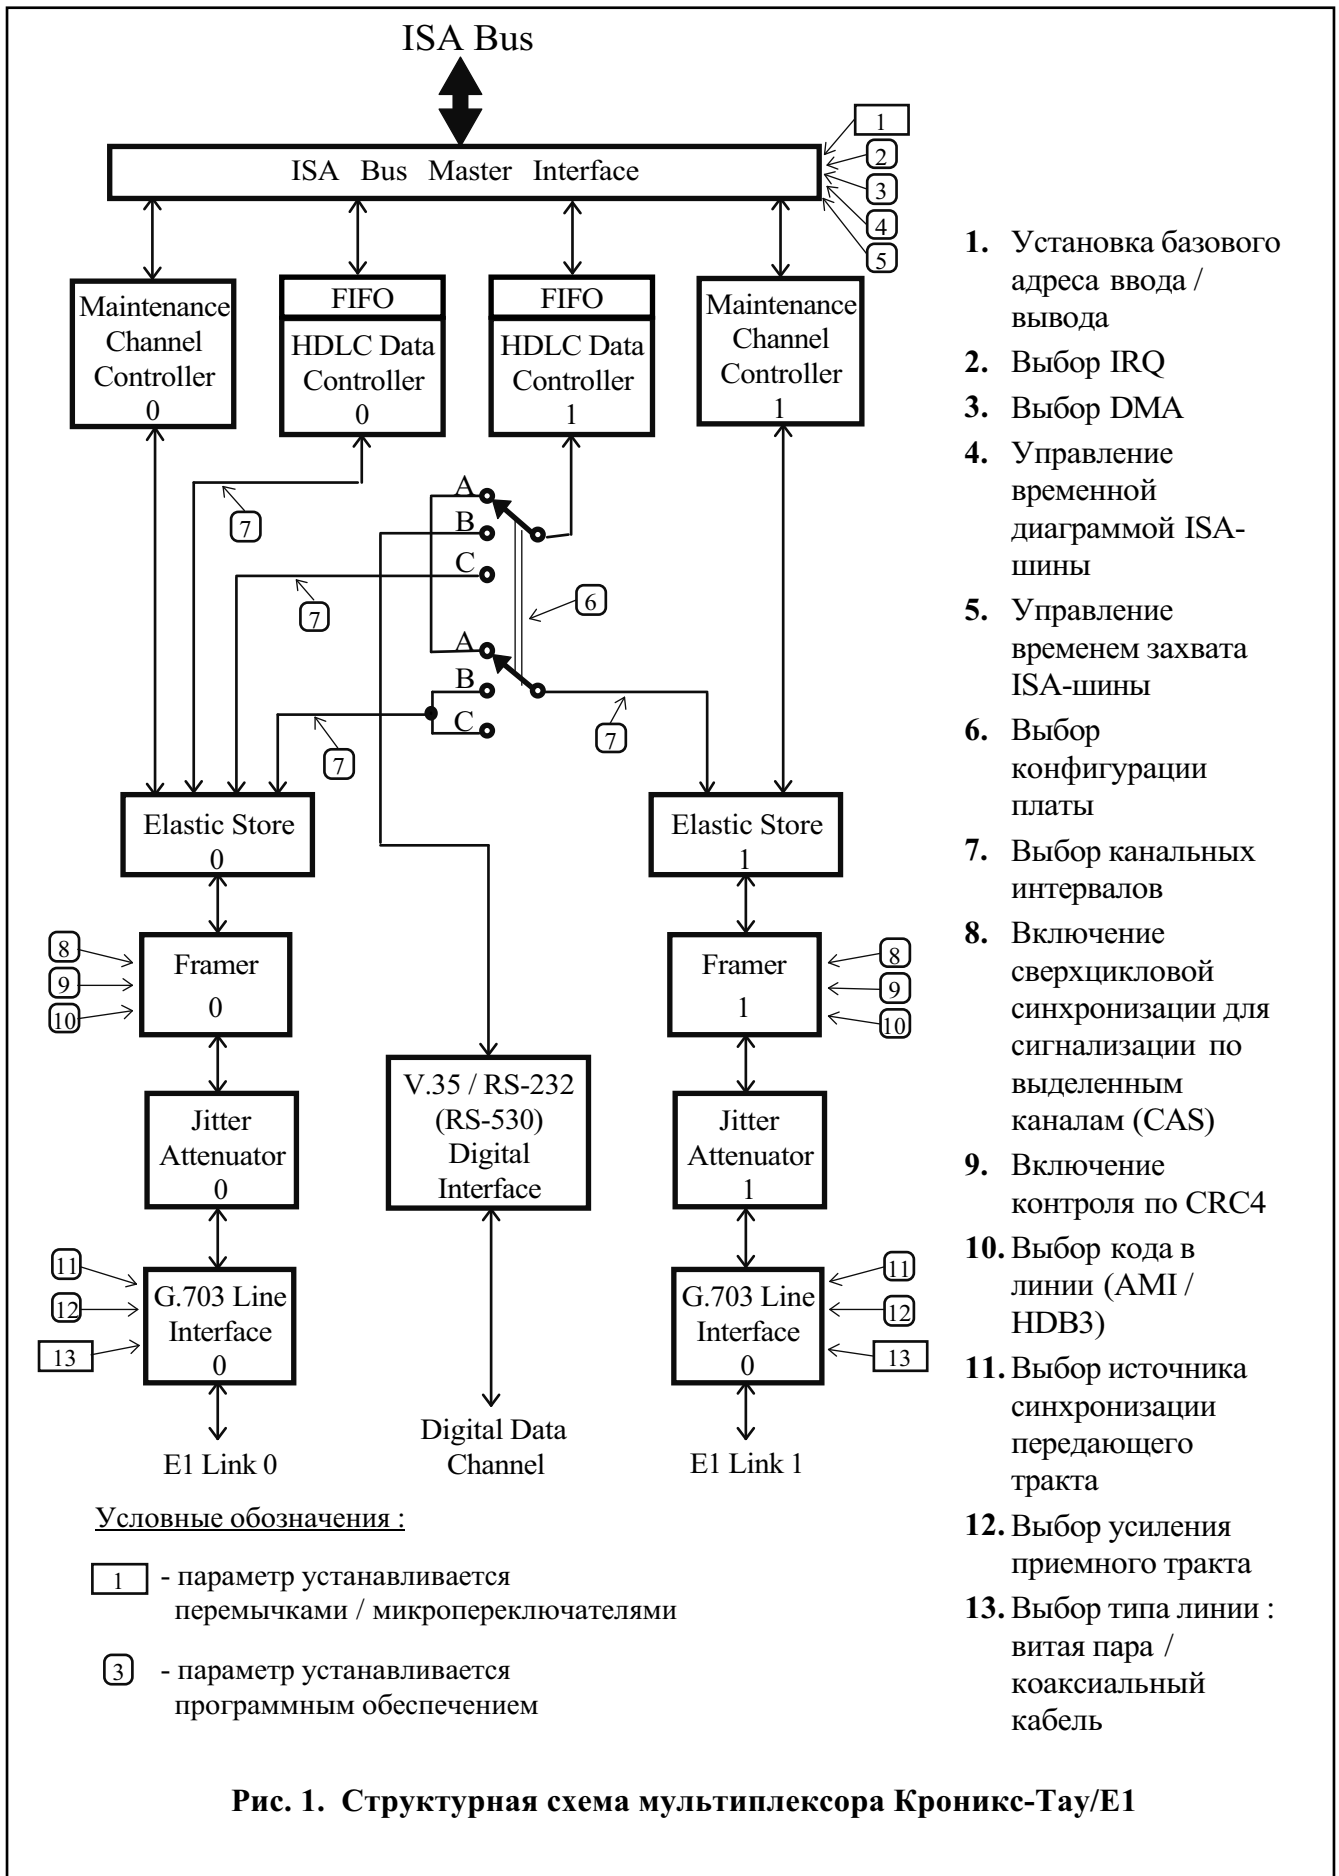 ISA Bus
ISA Bus Master Interface
1
2
3
4
5
Maintenance
Channel
Controller
0
FIFO
HDLC Data
Controller
0
FIFO
HDLC Data
Controller
1
Maintenance
Channel
Controller
1
A
B
C
A
B
C
7
7
6
7
7
Elastic Store
0
Elastic Store
1
8
9
10
Framer
0
Framer
1
8
9
10
Jitter
Attenuator
0
V.35 / RS-232
(RS-530)
Digital
Interface
Jitter
Attenuator
1
11
12
13
G.703 Line
Interface
0
G.703 Line
Interface
0
11
12
13
E1 Link 0
Digital Data
Channel
E1 Link 1
Условные обозначения :
1 - параметр устанавливается
перемычками / микропереключателями
3 - параметр устанавливается
программным обеспечением
1. Установка базового
адреса ввода /
вывода
2. Выбор IRQ
3. Выбор DMA
4. Управление
временной
диаграммой ISA-
шины
5. Управление
временем захвата
ISA-шины
6. Выбор
конфигурации
платы
7. Выбор канальных
интервалов
8. Включение
сверхцикловой
синхронизации для
сигнализации по
выделенным
каналам (CAS)
9. Включение
контроля по CRC4
10. Выбор кода в
линии (AMI /
HDB3)
11. Выбор источника
синхронизации
передающего
тракта
12. Выбор усиления
приемного тракта
13. Выбор типа линии :
витая пара /
коаксиальный
кабель
Рис. 1. Структурная схема мультиплексора Кроникс-Тау/E1